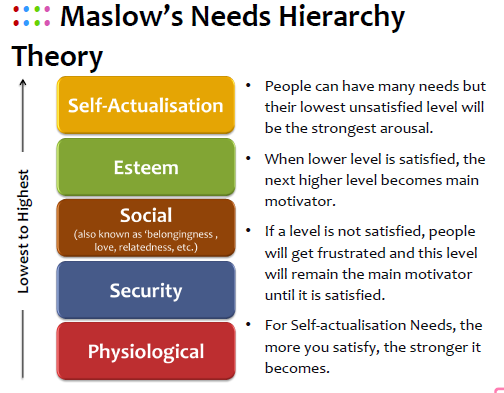 Maslow's Needs Hierarchy
Theory
Lowest to Highest
Self-Actualisation
Esteem
Social
(also known as 'belongingness ,
love, relatedness, etc.)
Security
Physiological
• People can have many needs but
their lowest unsatisfied level will
be the strongest arousal.
• When lower level is satisfied, the
next higher level becomes main
motivator.
• If a level is not satisfied, people
will get frustrated and this level
will remain the main motivator
until it is satisfied.
• For Self-actualisation Needs, the
more you satisfy, the stronger it
becomes.